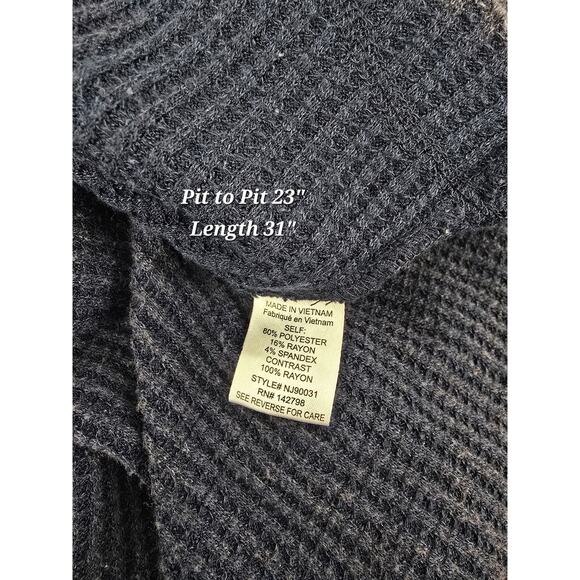 Pit to Pit 23"
Length 31"
MADE IN VIETNAM
Fabriqué en Vietnam
SELF:
80% POLYESTER
16% RAYON
4% SPANDEX
CONTRAST
100% RAYON
STYLE# NJ90031
RN# 142798
SEE REVERSE FOR CARE